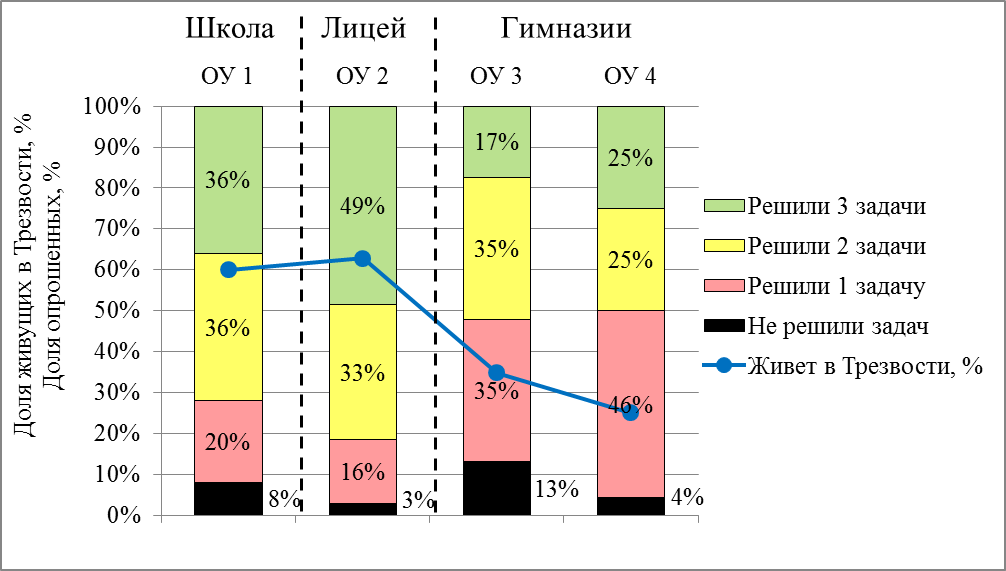 Школа
Лицей
Гимназии
ОУ 1
ОУ 2
ОУ 3
ОУ 4
Доля живущих в Трезвости, %
Доля опрошенных, %
100%
90%
80%
70%
60%
50%
40%
30%
20%
10%
0%
36%
36%
20%
8%
49%
33%
16%
3%
17%
35%
35%
13%
25%
25%
46%
4%
Решили 3 задачи
Решили 2 задачи
Решили 1 задачу
Не решили задач
Живет в Трезвости, %